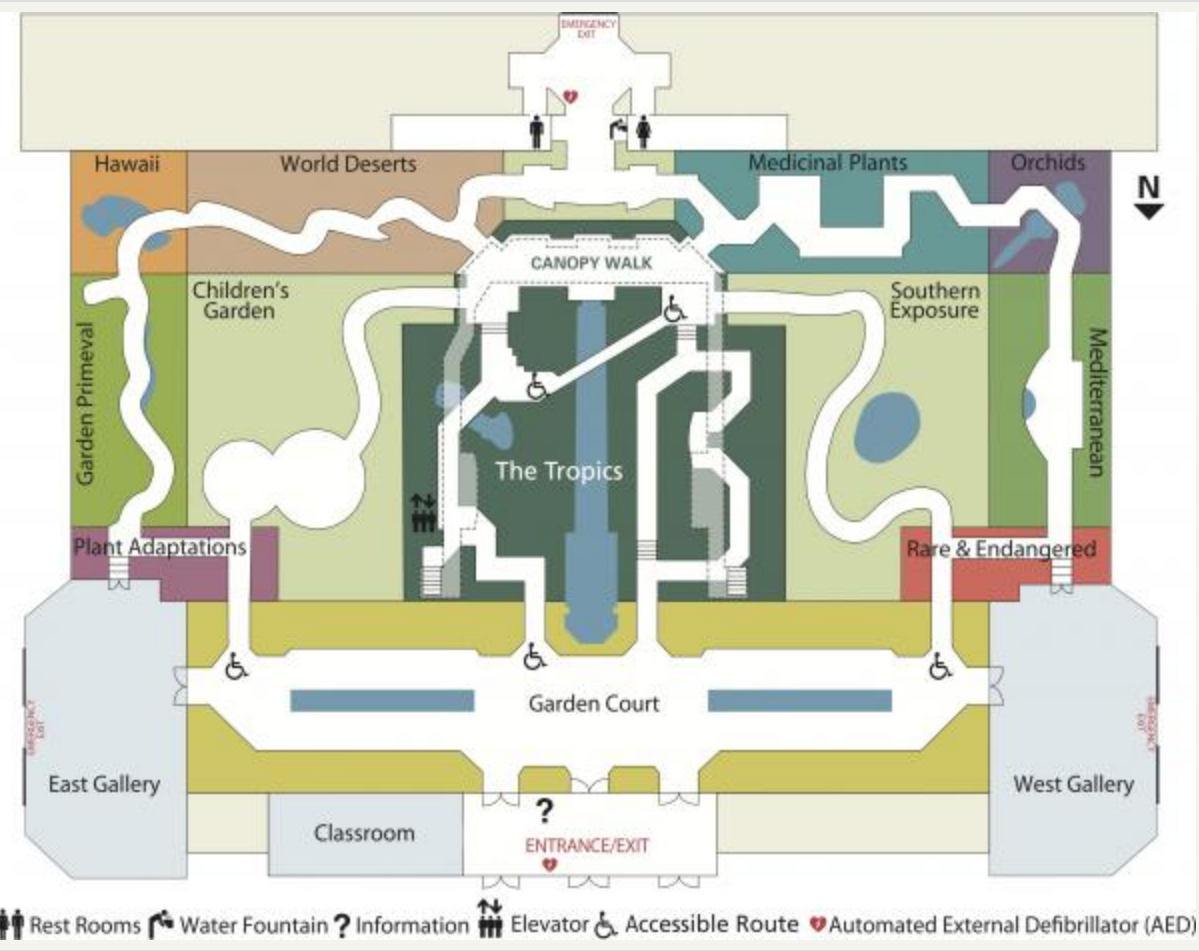 EMERGENCY
EXIT
Hawaii
World Deserts
Medicinal Plants
Orchids
N
CANOPY WALK
Children's
Garden
Southern
Exposure
Garden Primeval
Mediterranean
The Tropics
Plant Adaptations
Rare & Endangered
Garden Court
EMERGENCY
EXIT
EMERGENCY
EXIT
East Gallery
West Gallery
?
Classroom
ENTRANCE/EXIT
Rest Rooms Water Fountain ? Information Elevator Accessible Route Automated External Defibrillator (AED)